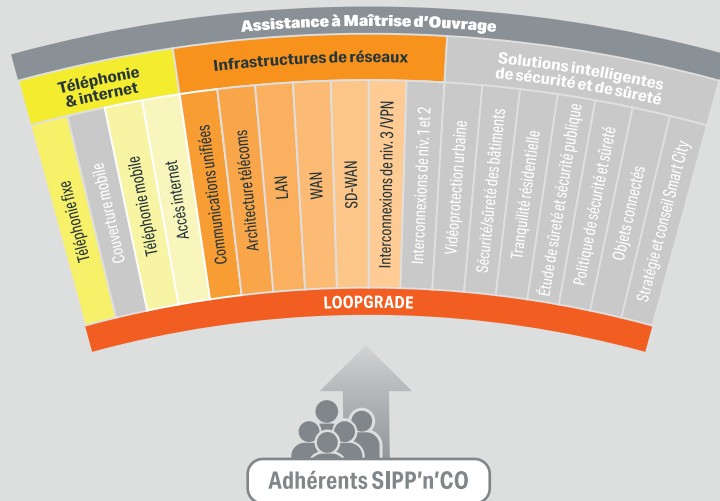 Assistance à Maîtrise d'Ouvrage
Téléphonie
& internet
Infrastructures de réseaux
Solutions intelligentes
de sécurité et de sûreté
Téléphonie fixe
Couverture mobile
Téléphonie mobile
Accès internet
Communications unifiées
Architecture télécoms
LAN
WAN
SD-WAN
Interconnexions de niv. 3 /VPN
Interconnexions de niv. 1 et 2
Vidéoprotection urbaine
Sécurité/sûreté des bâtiments
Tranquilité résidentielle
Étude de sûreté et sécurité publique
Politique de sécurité et sûreté
Objets connectés
Stratégie et conseil Smart City
LOOPGRADE
Adhérents SIPP'n'CO